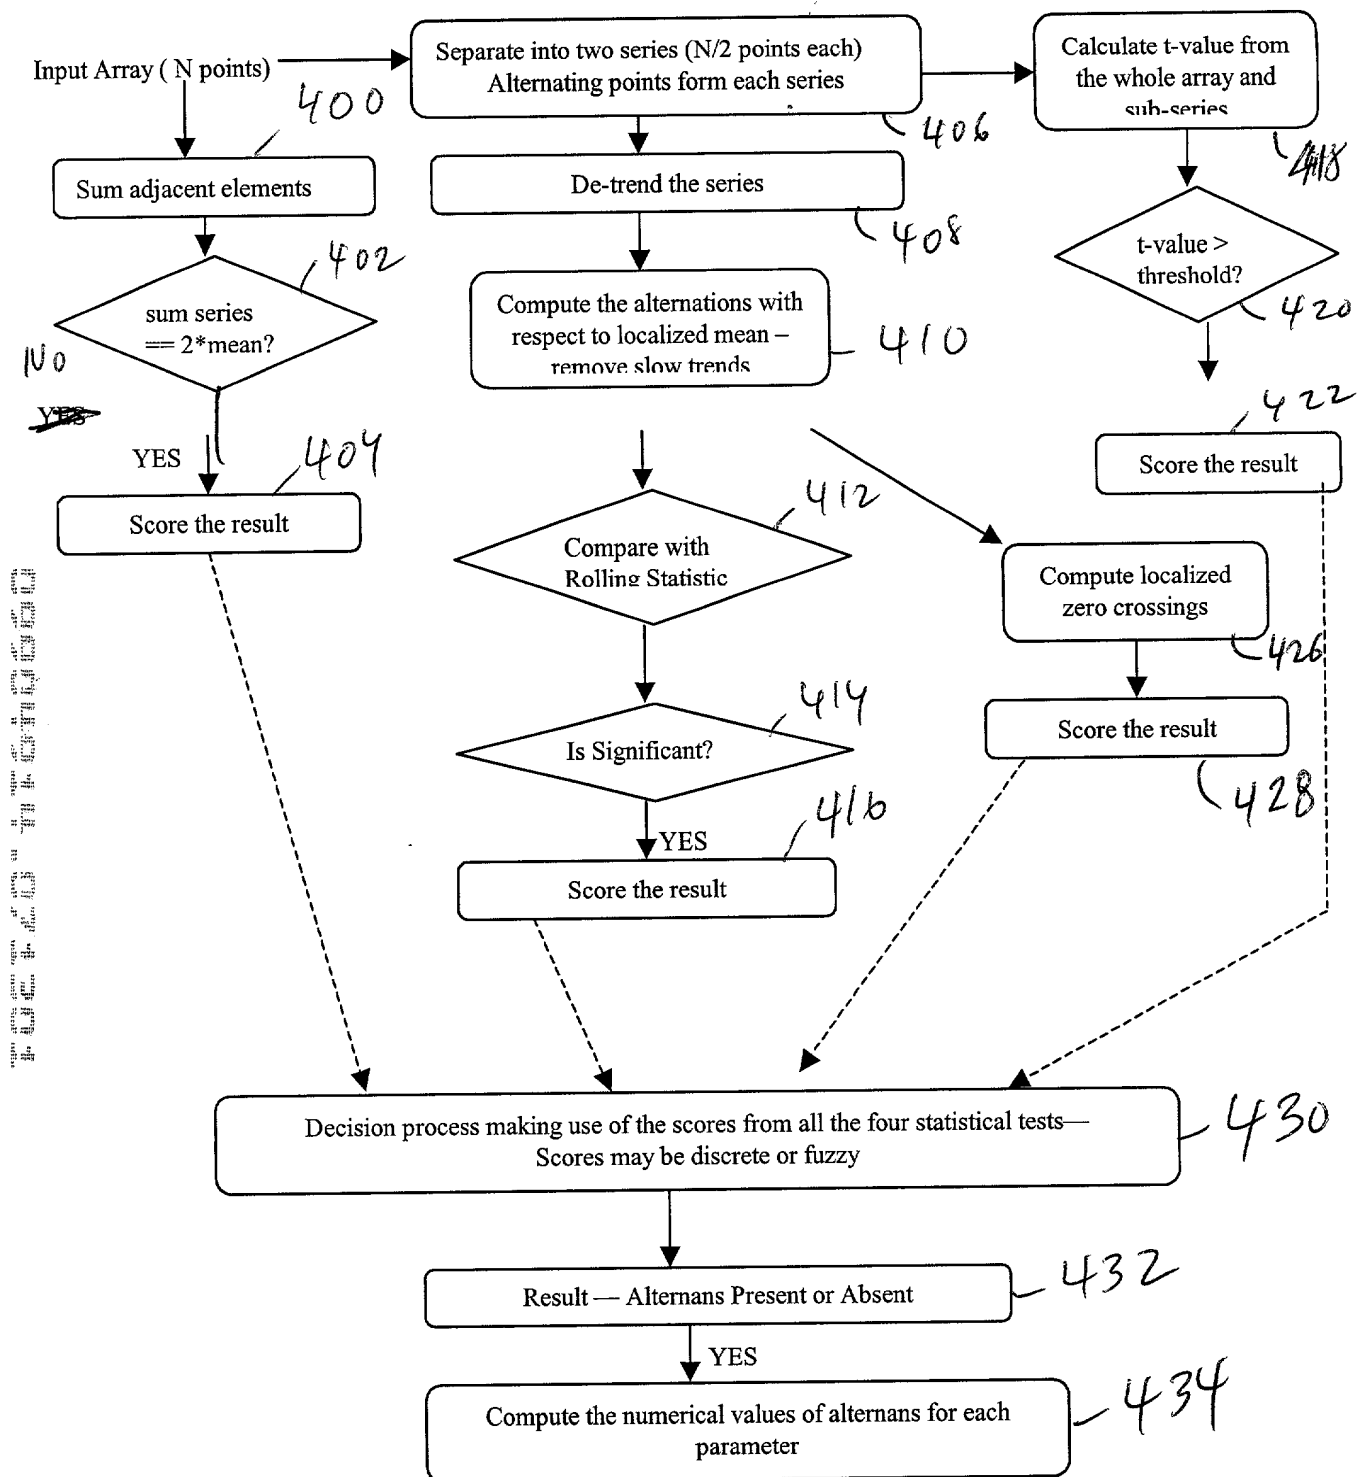 Input Array ( N points)
Separate into two series (N/2 points each)
Alternating points form each series
Calculate t-value from
the whole array and
sub-series
400
406
418
Sum adjacent elements
De-trend the series
408
402
t-value >
threshold?
420
sum series
== 2*mean?
Compute the alternations with
respect to localized mean –
remove slow trends
410
No
YES
YES
404
422
Score the result
Score the result
412
Compare with
Rolling Statistic
Compute localized
zero crossings
426
414
Is Significant?
Score the result
428
416
YES
Score the result
Decision process making use of the scores from all the four statistical tests—
Scores may be discrete or fuzzy
430
Result — Alternans Present or Absent
432
YES
Compute the numerical values of alternans for each
parameter
434